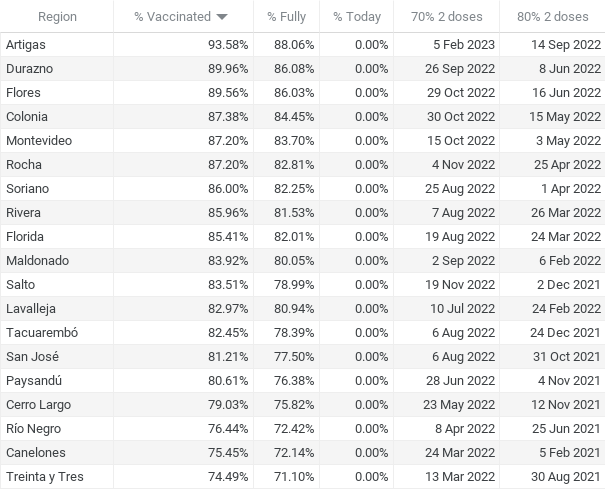 Region % Vaccinated % Fully % Today 70% 2 doses 80% 2 doses
Artigas 93.58% 88.06% 0.00% 5 Feb 2023 14 Sep 2022
Durazno 89.96% 86.08% 0.00% 26 Sep 2022 8 Jun 2022
Flores 89.56% 86.03% 0.00% 29 Oct 2022 16 Jun 2022
Colonia 87.38% 84.45% 0.00% 30 Oct 2022 15 May 2022
Montevideo 87.20% 83.70% 0.00% 15 Oct 2022 3 May 2022
Rocha 87.20% 82.81% 0.00% 4 Nov 2022 25 Apr 2022
Soriano 86.00% 82.25% 0.00% 25 Aug 2022 1 Apr 2022
Rivera 85.96% 81.53% 0.00% 7 Aug 2022 26 Mar 2022
Florida 85.41% 82.01% 0.00% 19 Aug 2022 24 Mar 2022
Maldonado 83.92% 80.05% 0.00% 2 Sep 2022 6 Feb 2022
Salto 83.51% 78.99% 0.00% 19 Nov 2022 2 Dec 2021
Lavalleja 82.97% 80.94% 0.00% 10 Jul 2022 24 Feb 2022
Tacuarembó 82.45% 78.39% 0.00% 6 Aug 2022 24 Dec 2021
San José 81.21% 77.50% 0.00% 6 Aug 2022 31 Oct 2021
Paysandú 80.61% 76.38% 0.00% 28 Jun 2022 4 Nov 2021
Cerro Largo 79.03% 75.82% 0.00% 23 May 2022 12 Nov 2021
Río Negro 76.44% 72.42% 0.00% 8 Apr 2022 25 Jun 2021
Canelones 75.45% 72.14% 0.00% 24 Mar 2022 5 Feb 2021
Treinta y Tres 74.49% 71.10% 0.00% 13 Mar 2022 30 Aug 2021